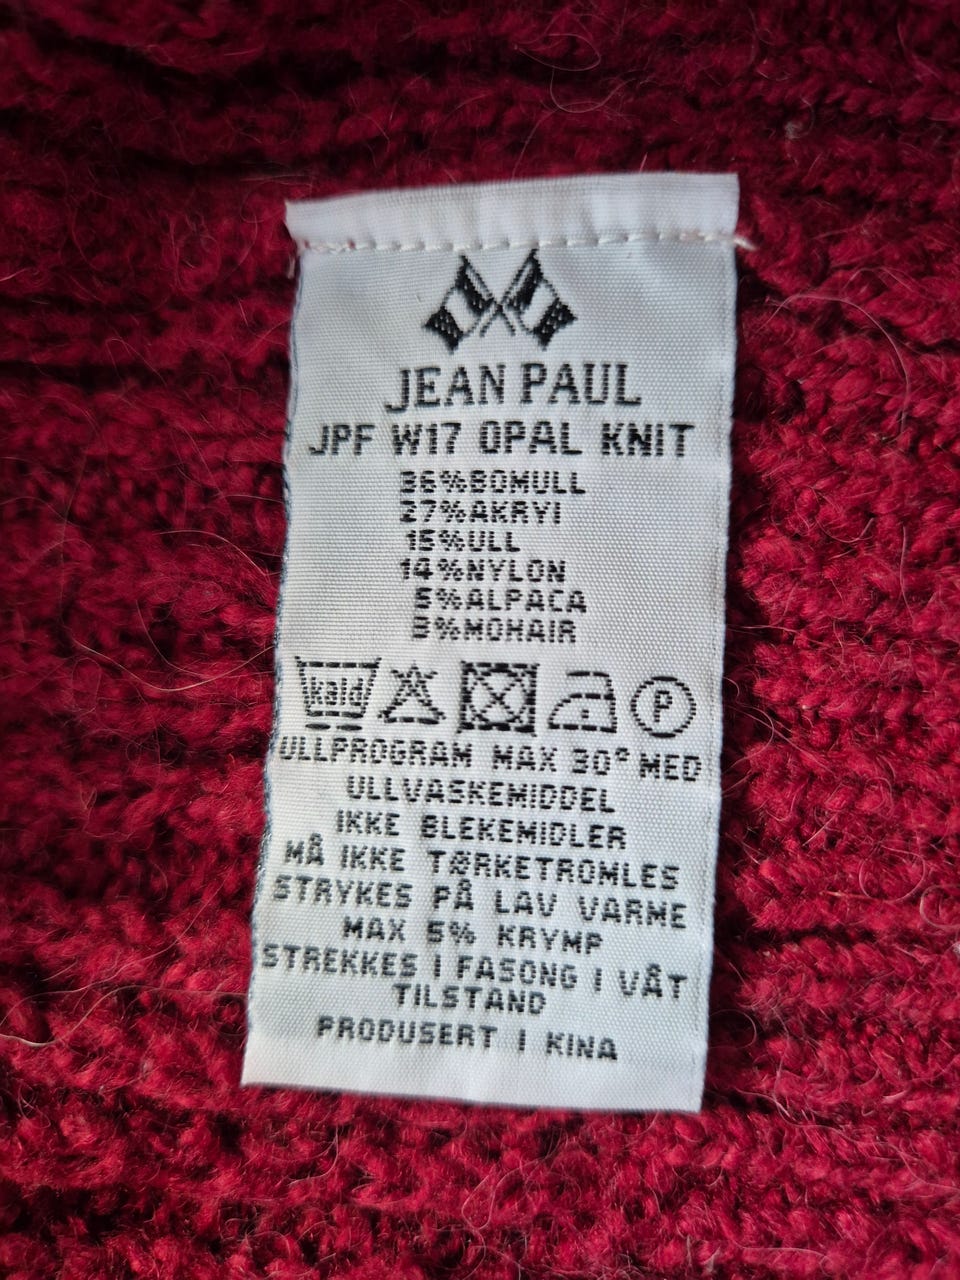 JEAN PAUL
JPF W17 OPAL KNIT
36%BOMULL
27%AKRYl
15%ULL
14%NYLON
5%ALPACA
3%MOHAIR
kald P
ULLPROGRAM MAX 30° MED
ULLVASKEMIDDEL
IKKE BLEKEMIDLER
MÅ IKKE TØRKETROMLES
STRYKES PÅ LAV VARME
MAX 5% KRYMP
STREKKES I FASONG I VÅT
TILSTAND
PRODUSERT I KINA